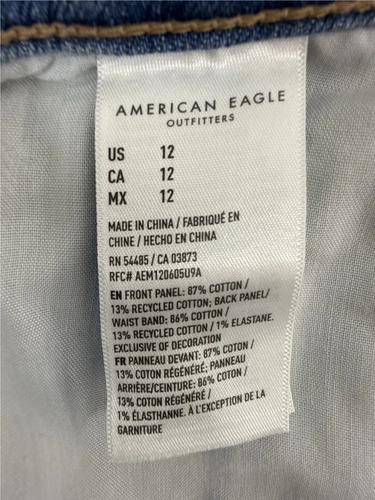 AMERICAN EAGLE
OUTFITTERS
US 12
CA 12
MX 12
MADE IN CHINA / FABRIQUÉ EN
CHINE / HECHO EN CHINA
RN 54485 / CA 03873
RFC# AEM120605U9A
EN FRONT PANEL: 87% COTTON /
13% RECYCLED COTTON; BACK PANEL/
WAIST BAND: 86% COTTON /
13% RECYCLED COTTON / 1% ELASTANE.
EXCLUSIVE OF DECORATION
FR PANNEAU DEVANT: 87% COTON /
13% COTON RÉGÉNÉRÉ; PANNEAU
ARRIÈRE/CEINTURE: 86% COTON /
13% COTON RÉGÉNÉRÉ /
1% ÉLASTHANNE. À L'EXCEPTION DE LA
GARNITURE